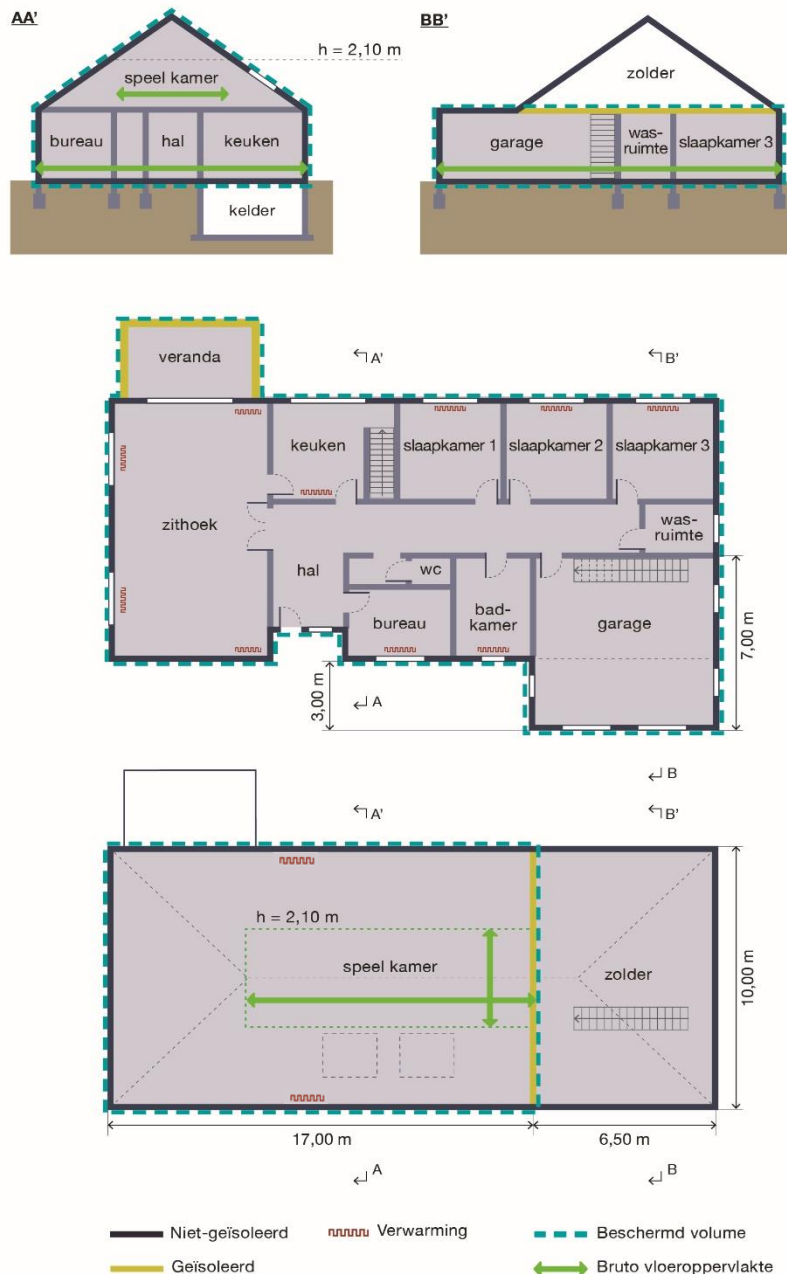 AA'
BB'
h = 2,10 m
speel kamer
bureau
hal
keuken
kelder
zolder
garage
was-
ruimte
slaapkamer 3
veranda
A'
B'
keuken
slaapkamer 1
slaapkamer 2
slaapkamer 3
zithoek
was-
ruimte
hal
wc
bureau
bad-
kamer
garage
7,00 m
3,00 m
A
B
A'
B'
h = 2,10 m
speel kamer
zolder
10,00 m
17,00 m
6,50 m
A
B
Niet-geïsoleerd
Verwarming
Beschermd volume
Geïsoleerd
Bruto vloeroppervlakte